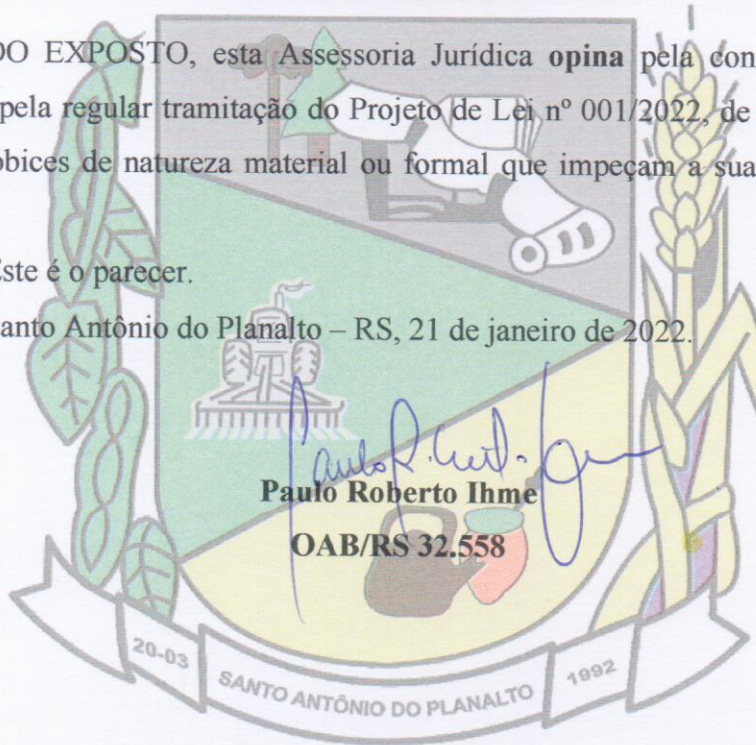 DO EXPOSTO, esta Assessoria Jurídica opina pela con
pela regular tramitação do Projeto de Lei nº 001/2022, de
óbices de natureza material ou formal que impeçam a sua
Este é o parecer.
Santo Antônio do Planalto – RS, 21 de janeiro de 2022.
Paulo Roberto Ihme
OAB/RS 32.558
20-03
SANTO ANTÔNIO DO PLANALTO
1992